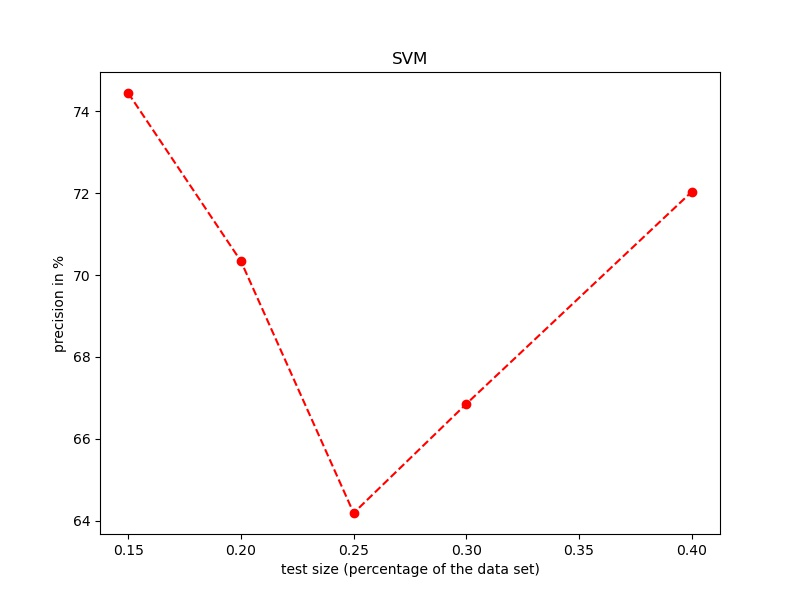 SVM
74
72
70
68
66
64
precision in %
0.15 0.20 0.25 0.30 0.35 0.40
test size (percentage of the data set)